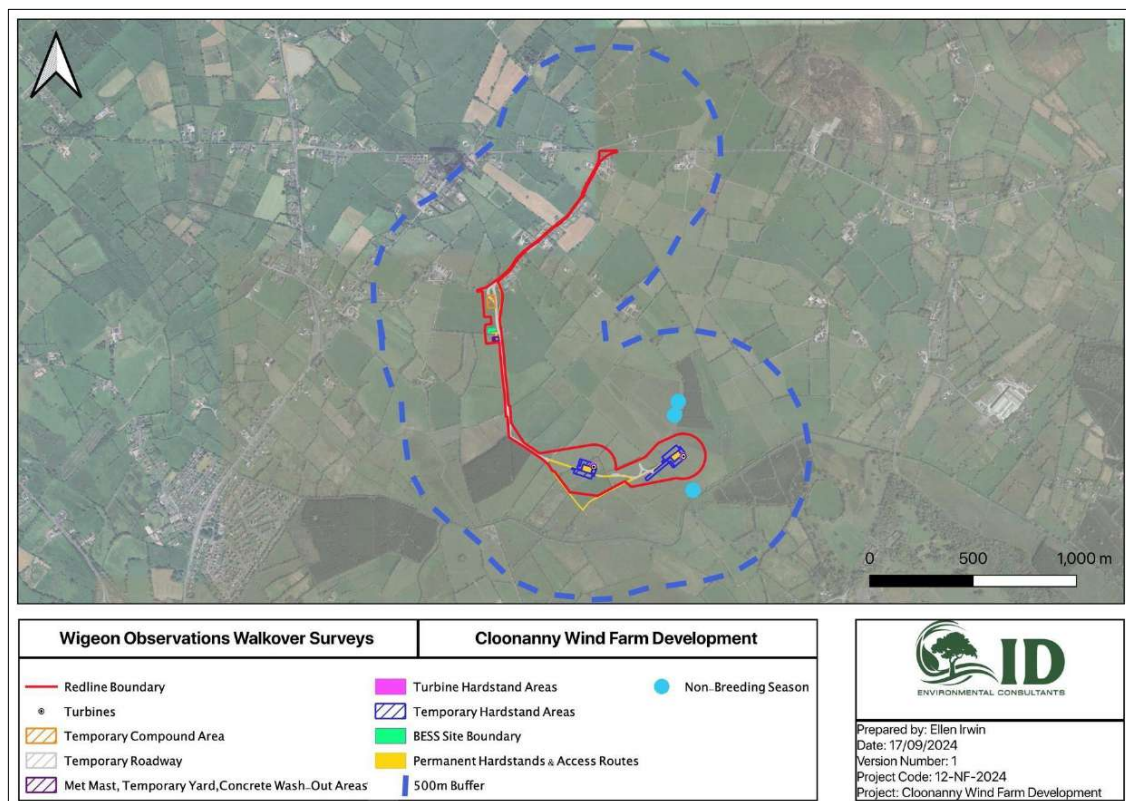 0 500 1,000 m
Wigeon Observations Walkover Surveys
Cloonanny Wind Farm Development
Redline Boundary
Turbines
Temporary Compound Area
Temporary Roadway
Met Mast, Temporary Yard,Concrete Wash-Out Areas
Turbine Hardstand Areas
Temporary Hardstand Areas
BESS Site Boundary
Permanent Hardstands & Access Routes
500m Buffer
Non-Breeding Season
ID
ENVIRONMENTAL CONSULTANTS
Prepared by: Ellen Irwin
Date: 17/09/2024
Version Number: 1
Project Code: 12-NF-2024
Project: Cloonanny Wind Farm Development